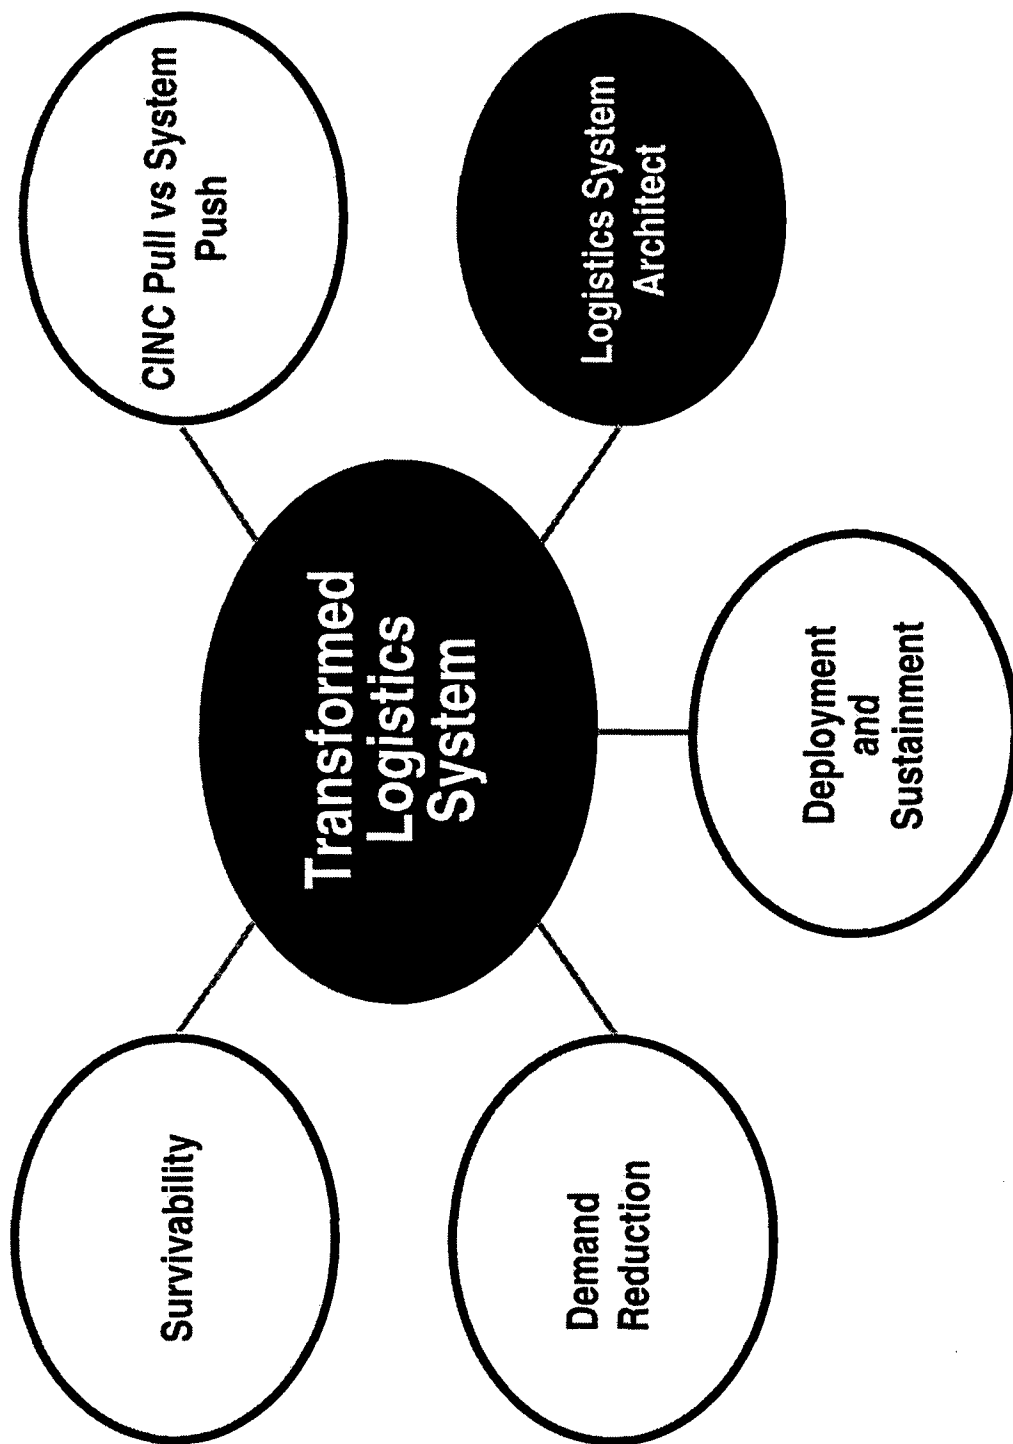 Survivability
CINC Pull vs System
Push
Transformed
Logistics
System
Demand
Reduction
Logistics System
Architect
Deployment
and
Sustainment